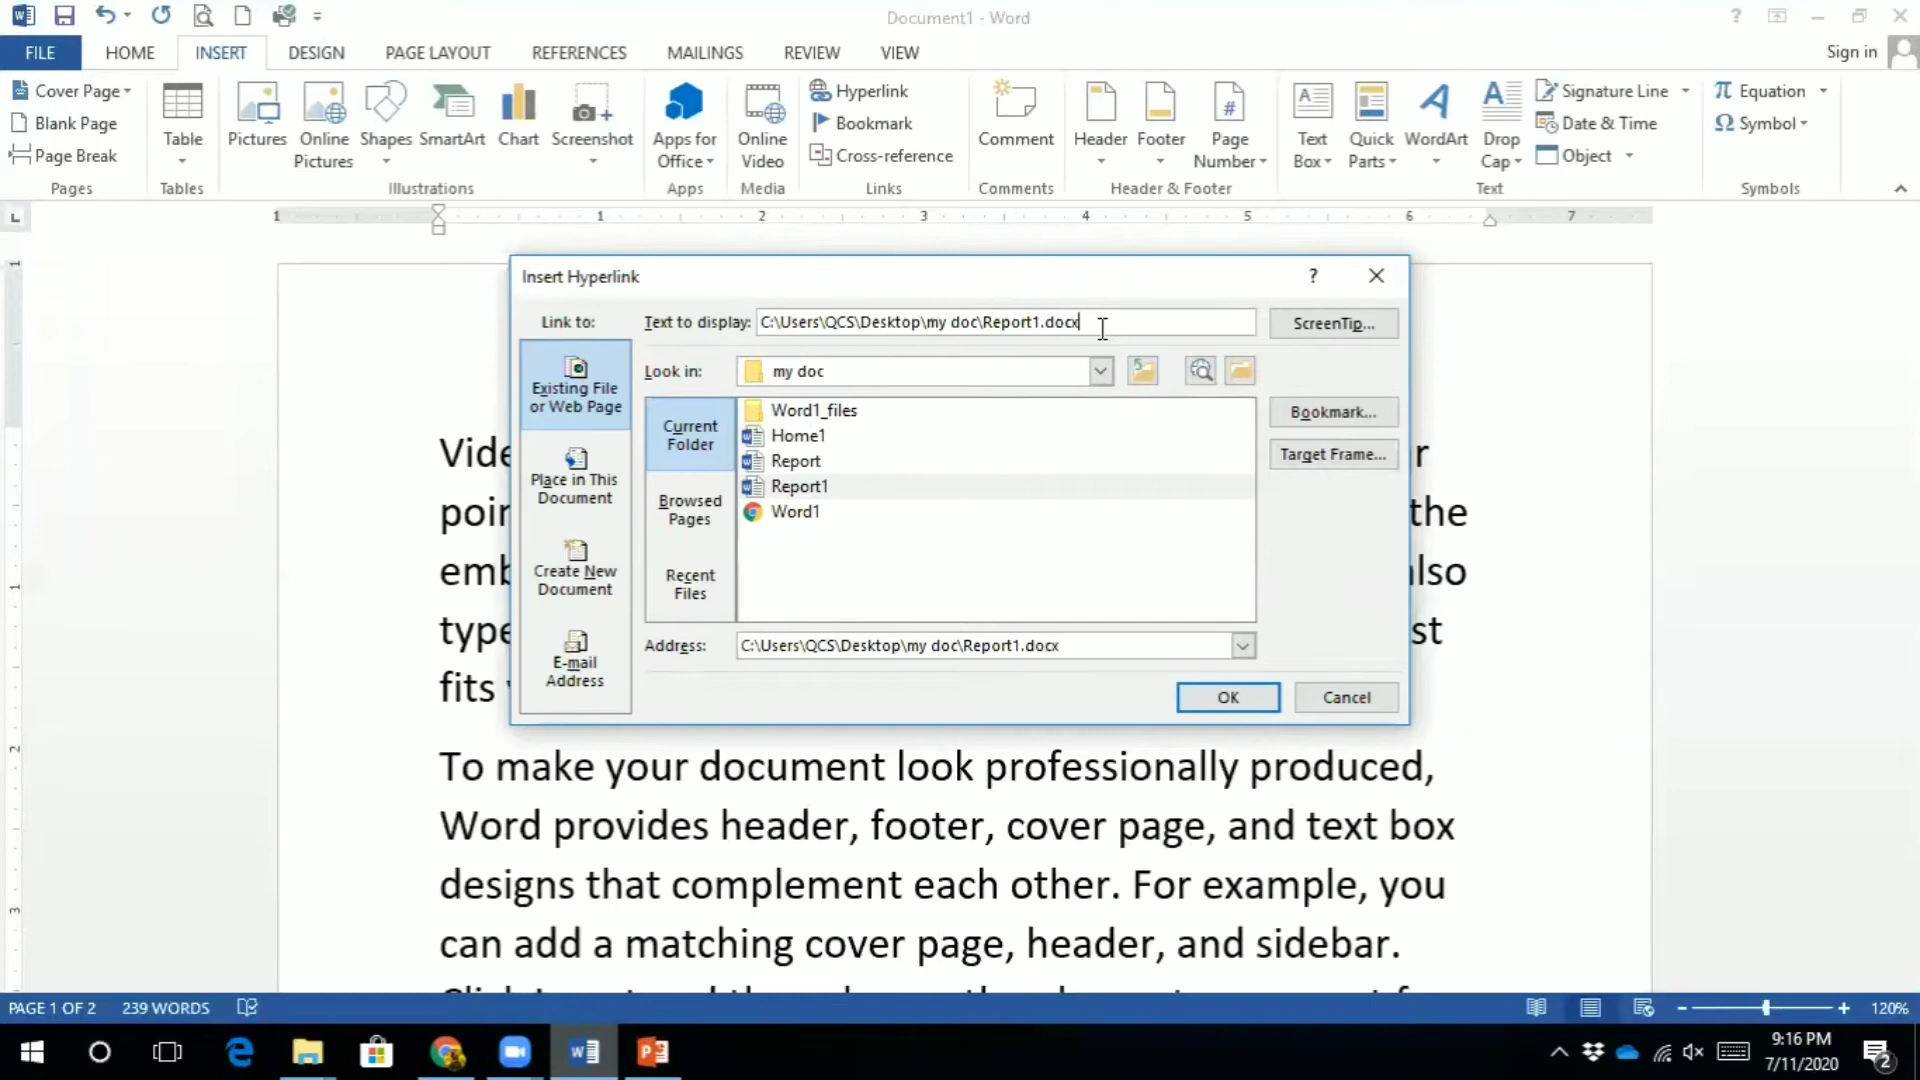 Document1 - Word
FILE HOME INSERT DESIGN PAGE LAYOUT REFERENCES MAILINGS REVIEW VIEW Sign in
Cover Page
Blank Page
Page Break
Pages
Table
Tables
Pictures
Online Pictures
Shapes
SmartArt
Chart
Screenshot
Illustrations
Apps for Office
Apps
Online Video
Media
Hyperlink
Bookmark
Cross-reference
Links
Comment
Comments
Header
Footer
Page Number
Header & Footer
Text Box
Quick Parts
WordArt
Drop Cap
Signature Line
Date & Time
Object
Text
Equation
Symbol
Symbols
1 1 2 3 4 5 6 7
Insert Hyperlink
Link to:
Text to display: C:\Users\QCS\Desktop\my doc\Report1.docx
ScreenTip...
Existing File or Web Page
Place in This Document
Create New Document
E-mail Address
Look in: my doc
Current Folder
Browsed Pages
Recent Files
Word1_files
Home1
Report
Report1
Word1
Bookmark...
Target Frame...
Address: C:\Users\QCS\Desktop\my doc\Report1.docx
OK Cancel
the
fits
To make your document look professionally produced,
Word provides header, footer, cover page, and text box
designs that complement each other. For example, you
can add a matching cover page, header, and sidebar.
PAGE 1 OF 2 239 WORDS 120%
9:16 PM
7/11/2020
2